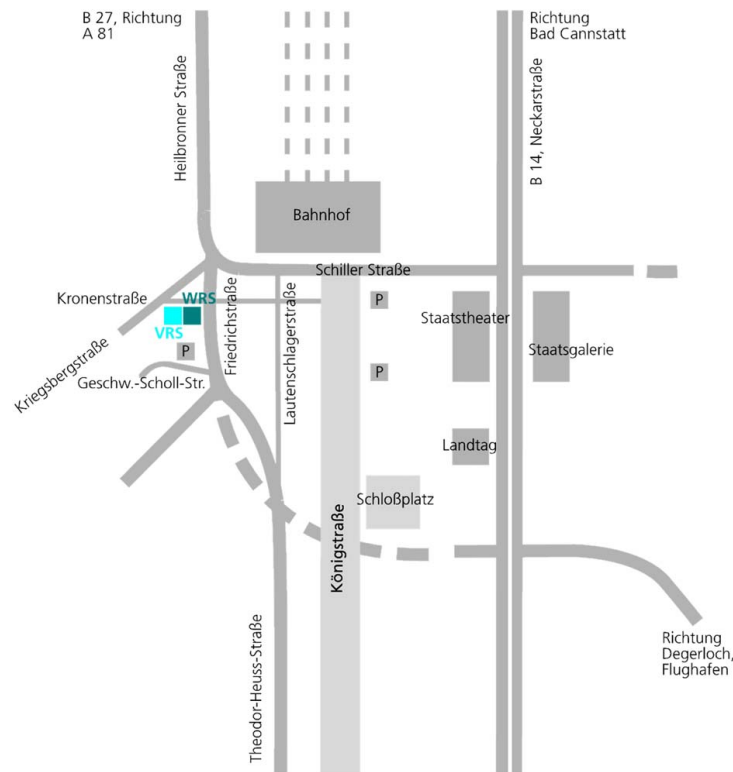 B 27, Richtung
A 81
Richtung
Bad Cannstatt
Heilbronner Straße
B 14, Neckarstraße
Bahnhof
Schiller Straße
Kronenstraße
WRS
VRS
P
P
P
Friedrichstraße
Lautenschlagerstraße
Staatstheater
Staatsgalerie
Kriegsbergstraße
Geschw.-Scholl-Str.
Landtag
Schloßplatz
Königstraße
Theodor-Heuss-Straße
Richtung
Degerloch,
Flughafen